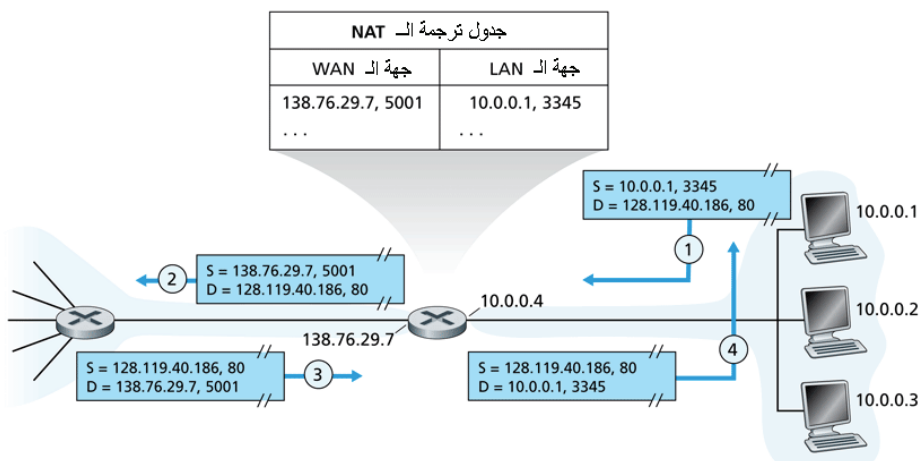 جدول ترجمة الـ NAT
جهة الـ WAN
جهة الـ LAN
138.76.29.7, 5001
10.0.0.1, 3345
. . .
. . .
S = 10.0.0.1, 3345
D = 128.119.40.186, 80
10.0.0.1
1
S = 138.76.29.7, 5001
D = 128.119.40.186, 80
2
10.0.0.4
10.0.0.2
138.76.29.7
4
S = 128.119.40.186, 80
D = 138.76.29.7, 5001
3
S = 128.119.40.186, 80
D = 10.0.0.1, 3345
10.0.0.3